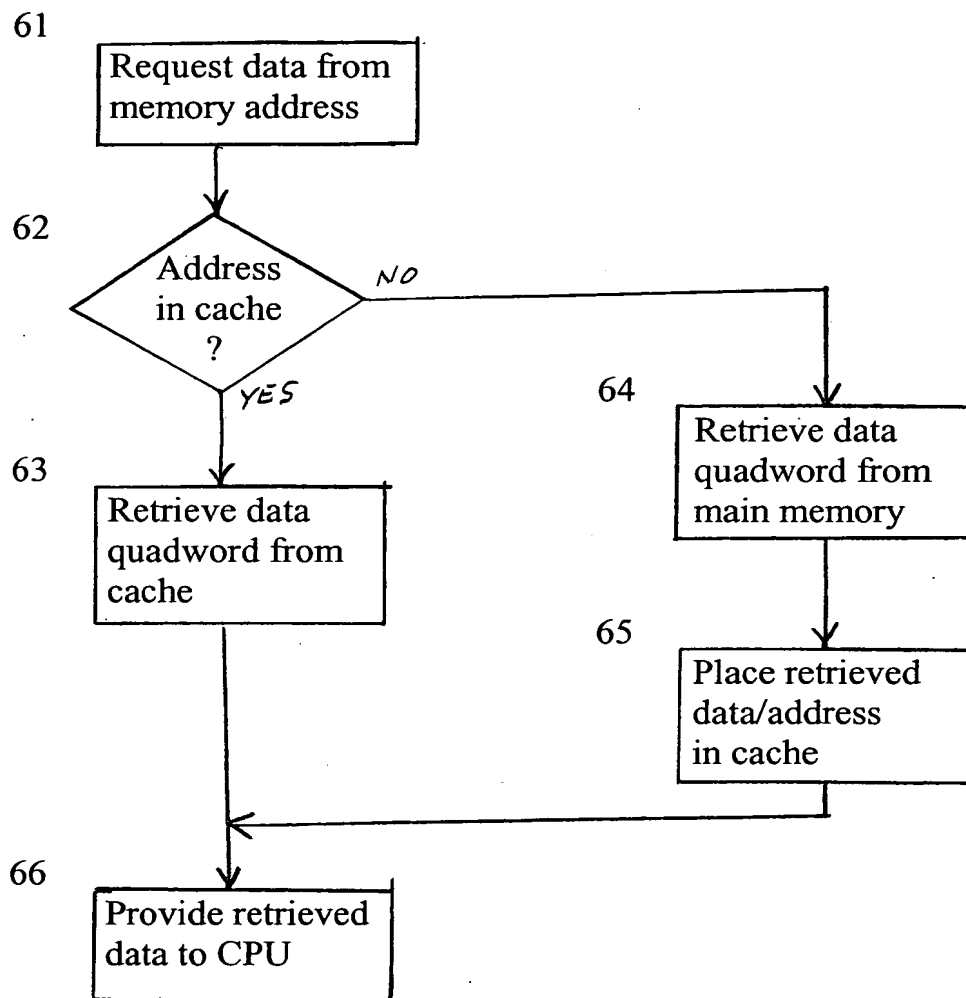 61
Request data from
memory address
62
Address
in cache
?
NO
YES
63
Retrieve data
quadword from
cache
64
Retrieve data
quadword from
main memory
65
Place retrieved
data/address
in cache
66
Provide retrieved
data to CPU